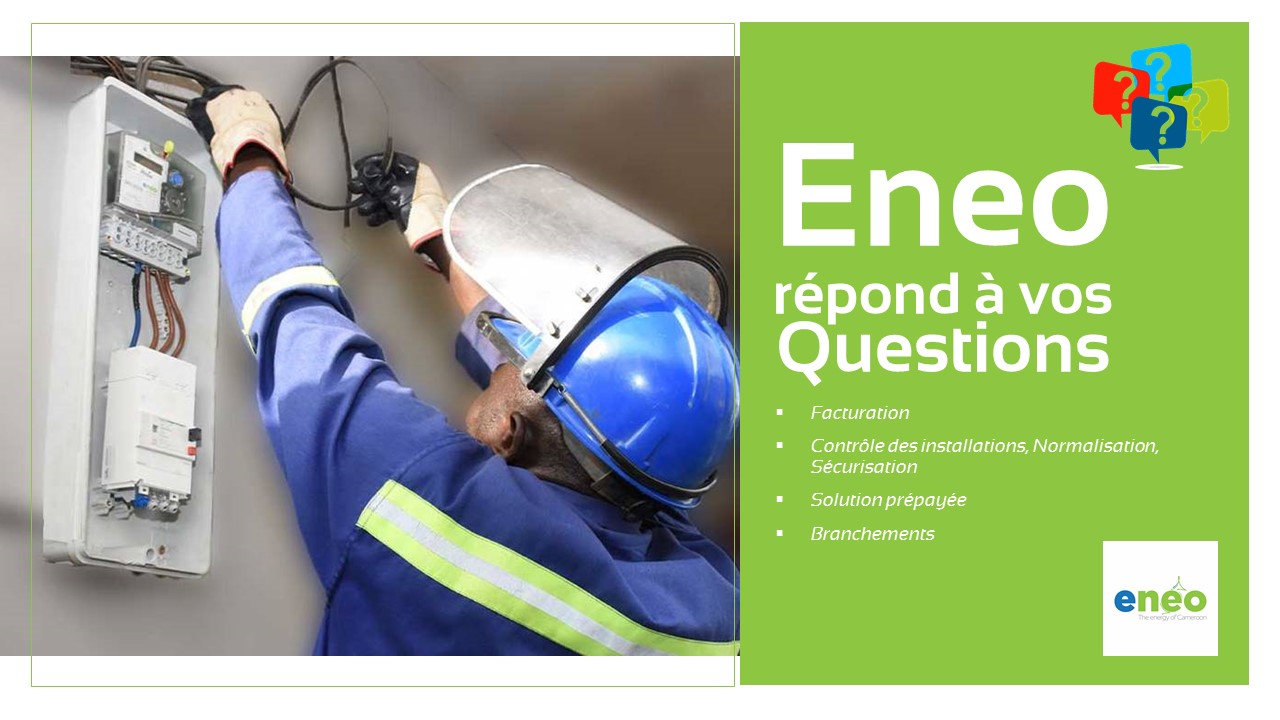 Eneo
répond à vos
Questions
Facturation
Contrôle des installations, Normalisation,
Sécurisation
Solution prépayée
Branchements
eneo
The energy of Cameroon